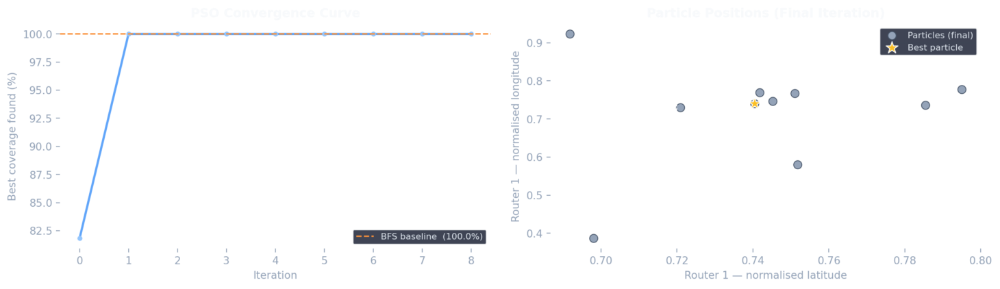 PSO Convergence Curve
100.0
97.5
95.0
92.5
90.0
87.5
85.0
82.5
Best coverage found (%)
BFS baseline (100.0%)
0 1 2 3 4 5 6 7 8
Iteration
Particle Positions (Final Iteration)
Particles (final)
Best particle
0.9
0.8
0.7
0.6
0.5
0.4
Router 1 — normalised longitude
0.70 0.72 0.74 0.76 0.78 0.80
Router 1 — normalised latitude